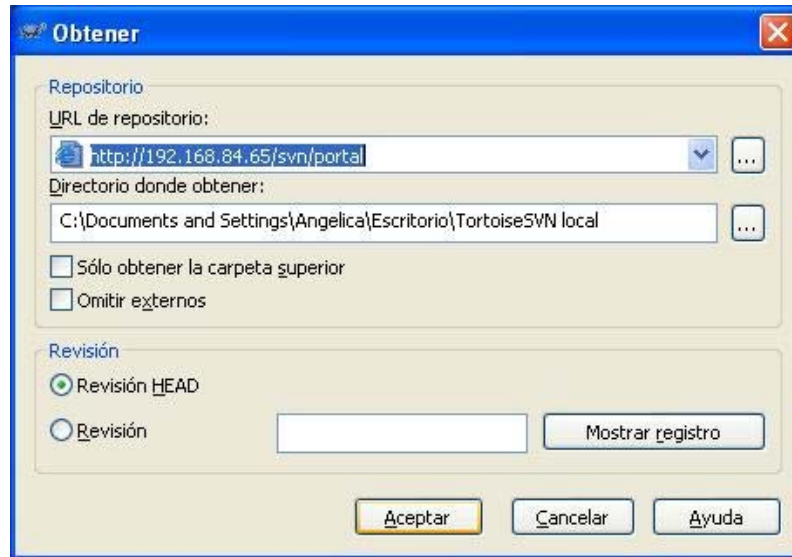 Obtener
Repositorio
URL de repositorio:
http://192.168.84.65/svn/portal
...
Directorio donde obtener:
C:\Documents and Settings\Angelica\Escritorio\TortoiseSVN local
...
Sólo obtener la carpeta superior
Omitir externos
Revisión
Revisión HEAD
Revisión
Mostrar registro
Aceptar
Cancelar
Ayuda